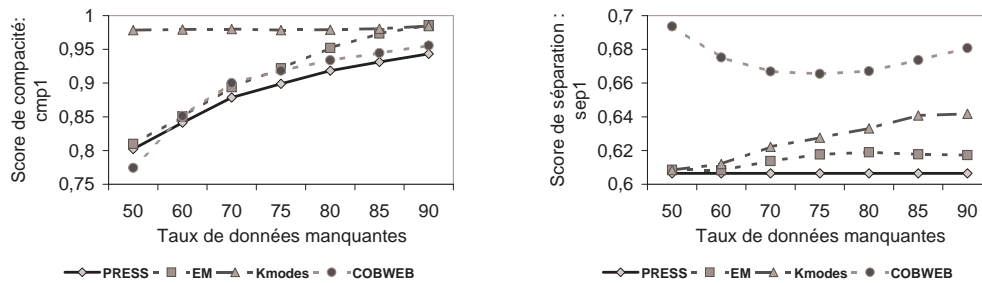 Score de compacité:
cmp1
1
0,95
0,9
0,85
0,8
0,75
50 60 70 75 80 85 90
Taux de données manquantes
PRESS EM Kmodes COBWEB
Score de séparation :
sep1
0,7
0,68
0,66
0,64
0,62
0,6
50 60 70 75 80 85 90
Taux de données manquantes
PRESS EM Kmodes COBWEB